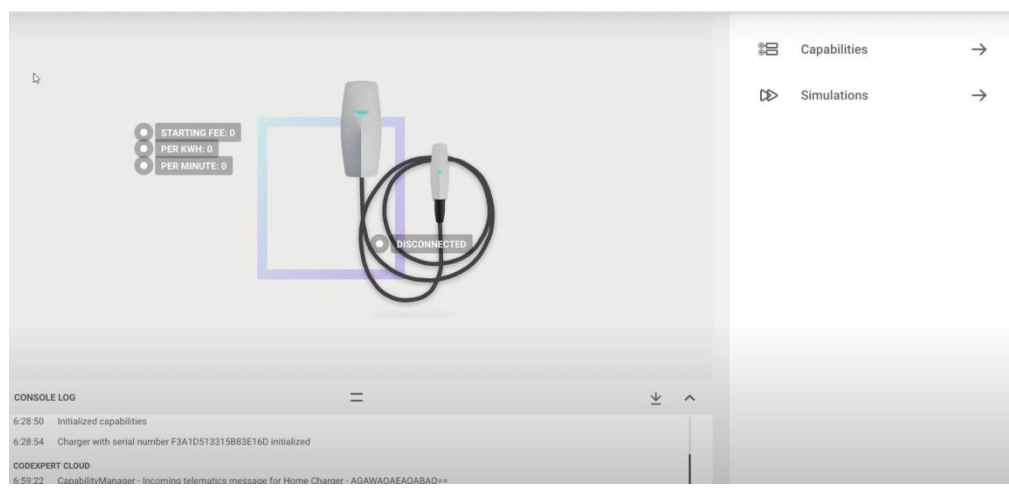 Capabilities
Simulations
STARTING FEE: 0
PER KWH: 0
PER MINUTE: 0
DISCONNECTED
CONSOLE LOG
6:28:50 Initialized capabilities
6:28:54 Charger with serial number F3A1D513315B83E16D initialized
CODEXPERT CLOUD
6:59:22 CapabilityManager - Incoming telematics message for Home Charger - AGAWAQAEAQABAQ==